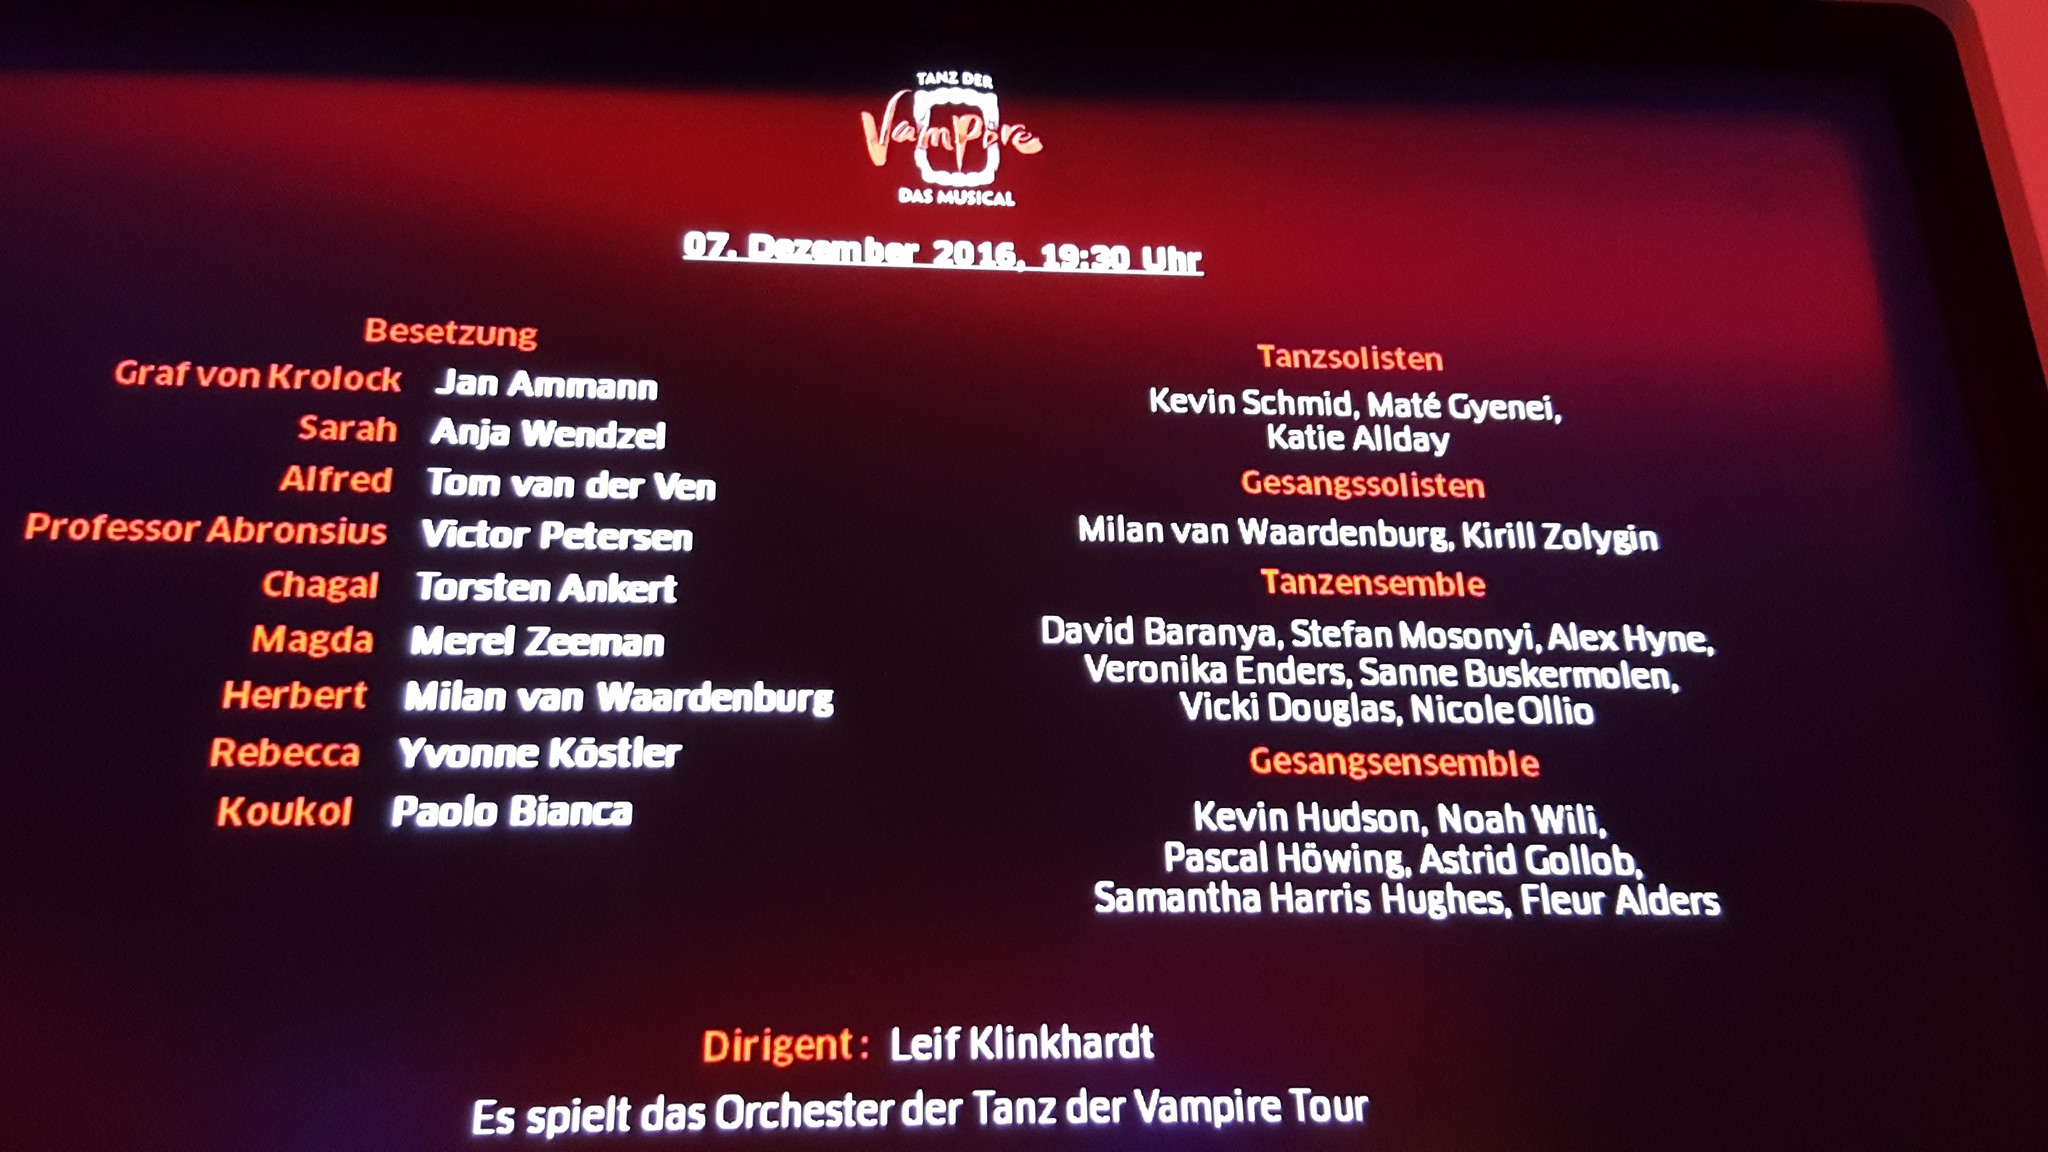 TANZ DER
Vampire
DAS MUSICAL
07. Dezember 2016, 19:30 Uhr
Besetzung
Graf von Krolock Jan Ammann
Sarah Anja Wendzel
Alfred Tom van der Ven
Professor Abronsius Victor Petersen
Chagal Torsten Ankert
Magda Merel Zeeman
Herbert Milan van Waardenburg
Rebecca Yvonne Köstler
Koukol Paolo Bianca
Tanzsolisten
Kevin Schmid, Maté Gyenei,
Katie Allday
Gesangssolisten
Milan van Waardenburg, Kirill Zolygin
Tanzensemble
David Baranya, Stefan Mosonyi, Alex Hyne,
Veronika Enders, Sanne Buskermolen,
Vicki Douglas, Nicole Ollio
Gesangsensemble
Kevin Hudson, Noah Wili,
Pascal Höwing, Astrid Gollob,
Samantha Harris Hughes, Fleur Alders
Dirigent: Leif Klinkhardt
Es spielt das Orchester der Tanz der Vampire Tour